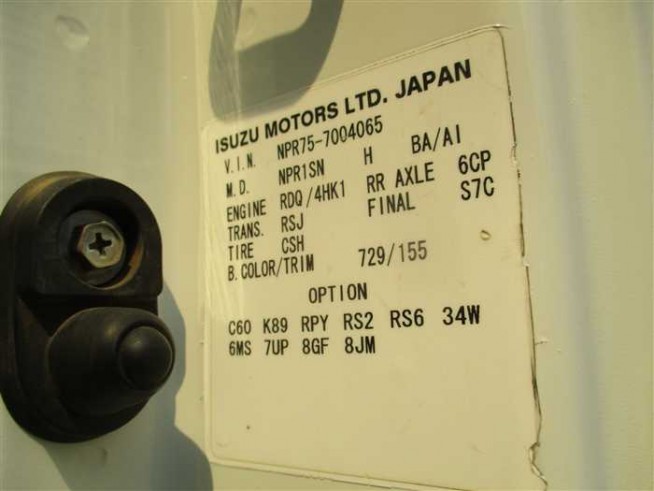 ISUZU MOTORS LTD. JAPAN
V.I.N. NPR75-7004065
M.D. NPR1SN H BA/AI
ENGINE RDQ/4HK1 RR AXLE 6CP
TRANS. RSJ FINAL S7C
TIRE CSH
B.COLOR/TRIM 729/155
OPTION
C60 K89 RPY RS2 RS6 34W
6MS 7UP 8GF 8JM